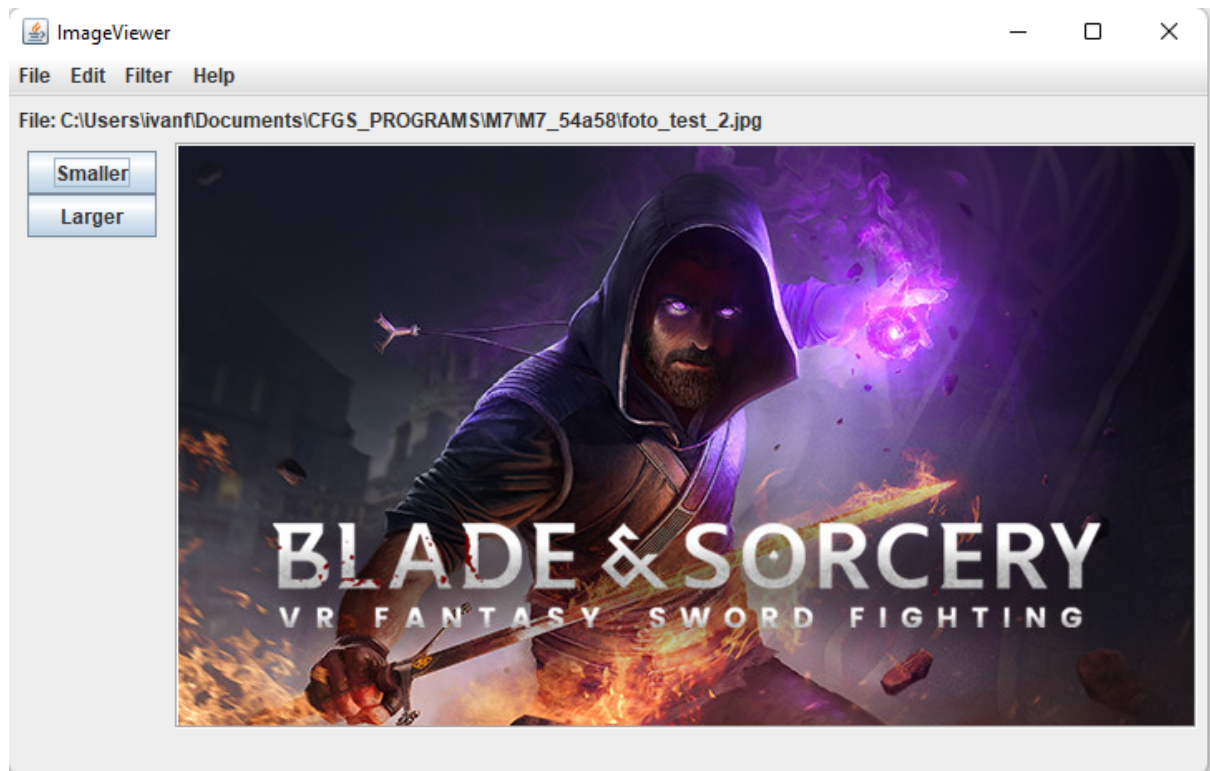 ImageViewer
File Edit Filter Help
File: C:\Users\ivanf\Documents\CFGS_PROGRAMS\M7\M7_54a58\foto_test_2.jpg
Smaller
Larger
BLADE & SORCERY
VR FANTASY SWORD FIGHTING